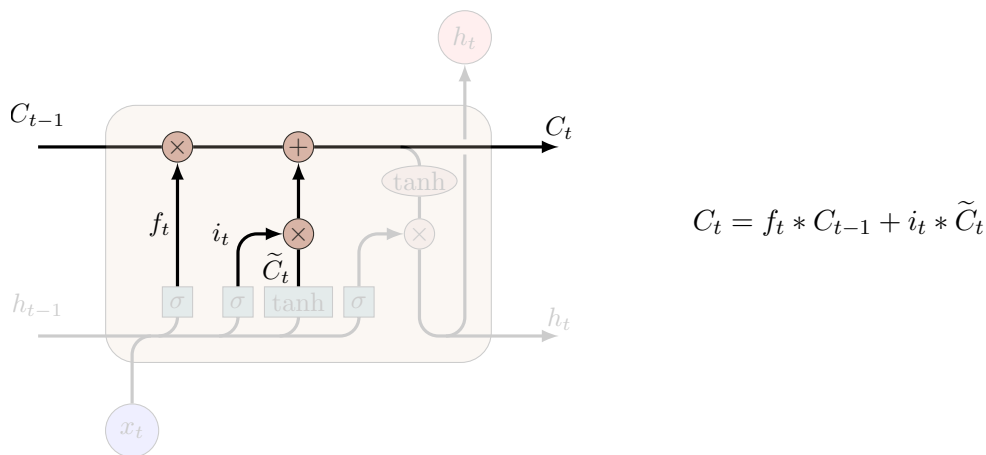 h_t
C_{t-1}
C_t
× +
tanh
f_t i_t × ×
C̃_t
C_t = f_t * C_{t-1} + i_t * C̃_t
h_{t-1} σ σ tanh σ
h_t
x_t